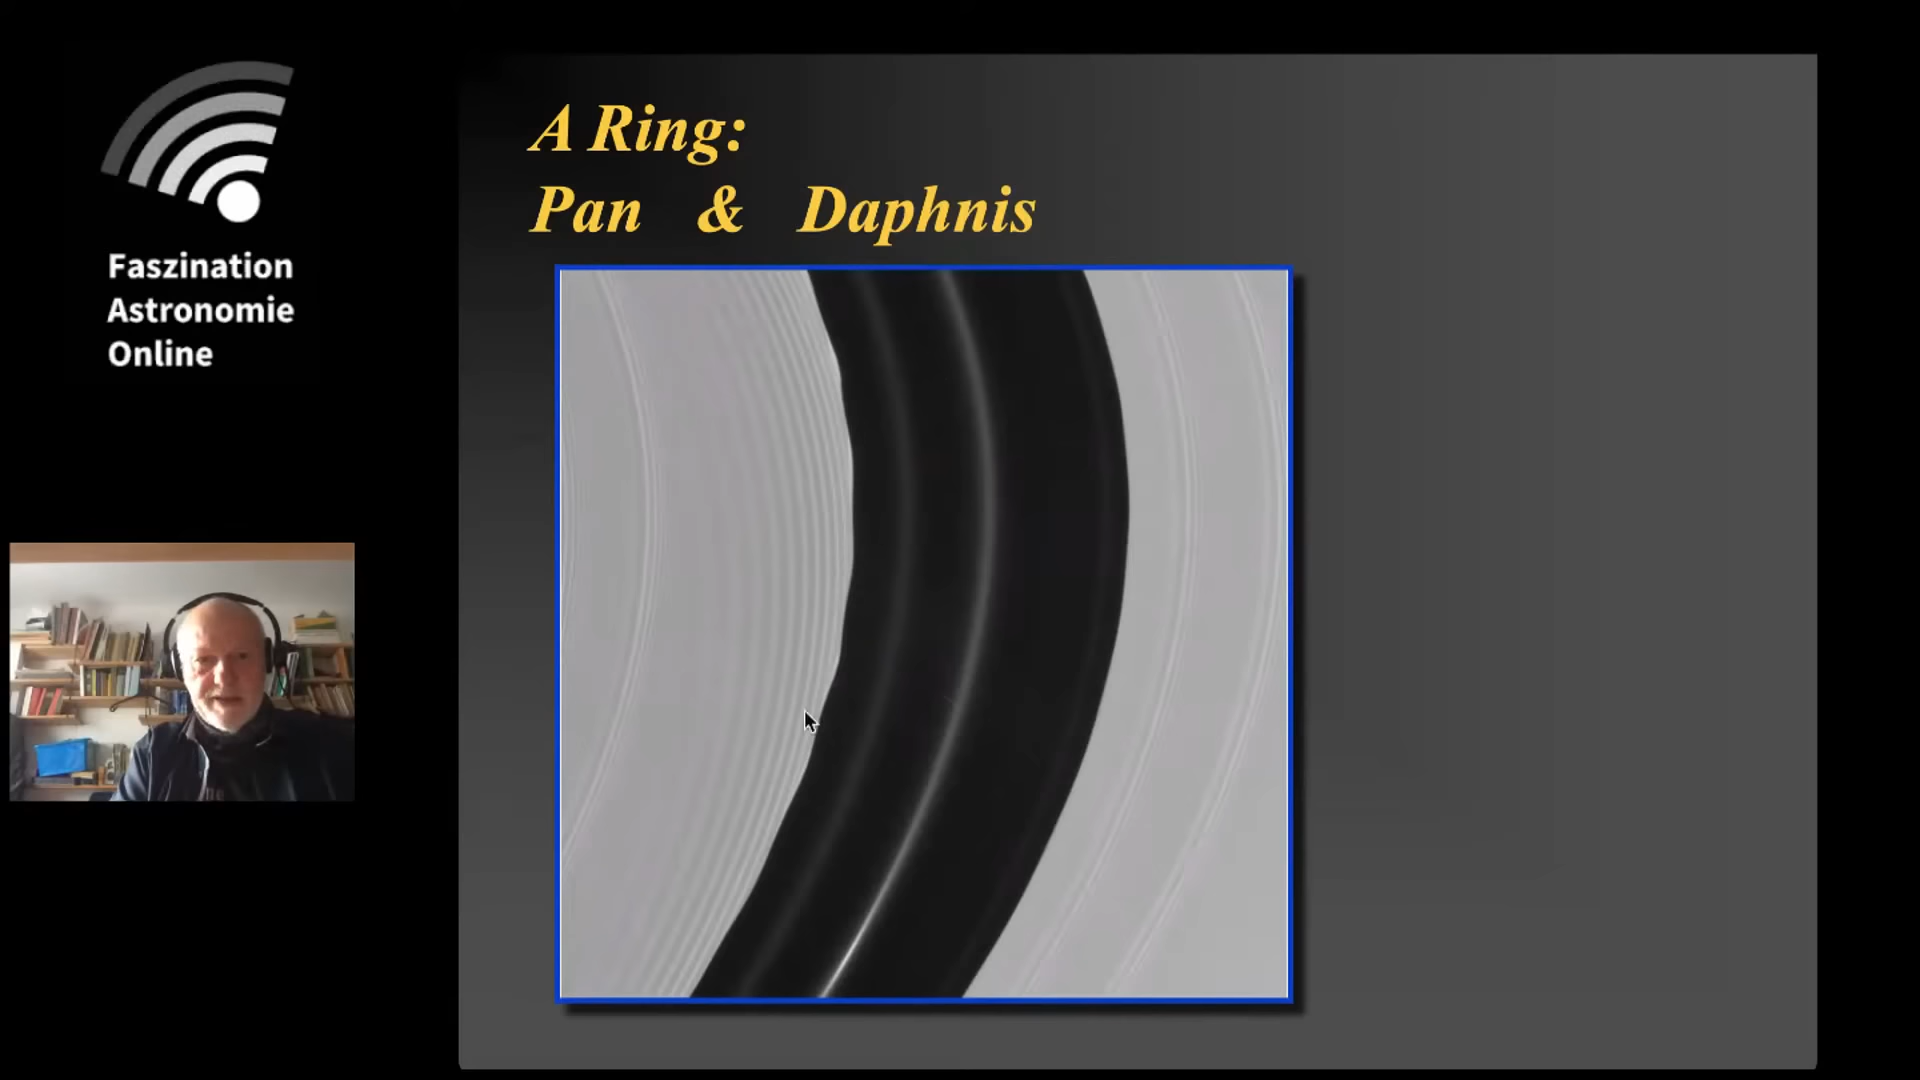 Faszination
Astronomie
Online
A Ring:
Pan & Daphnis